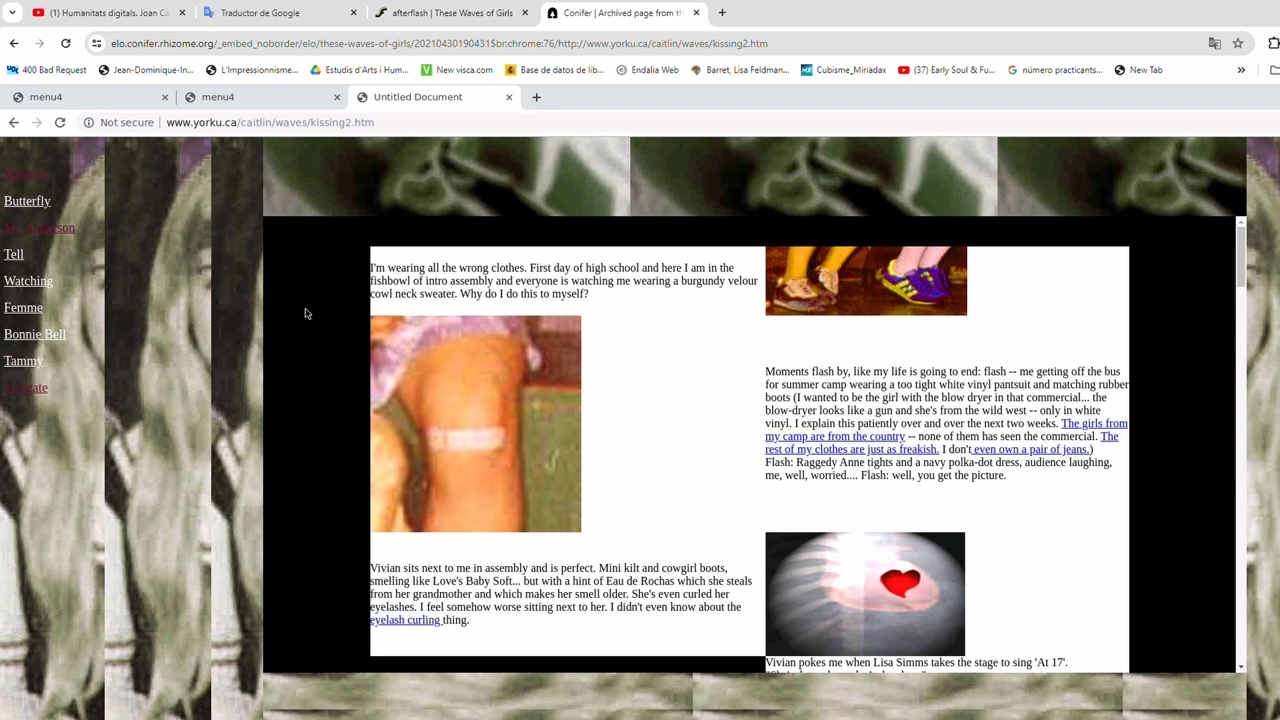 (1) Humanitats digitals. Joan Ca
Traductor de Google
afterflash | These Waves of Girls
Conifer | Archived page from th
elo.conifer.rhizome.org/_embed_noborder/elo/these-waves-of-girls/20210430190431$br:chrome:76/http://www.yorku.ca/caitlin/waves/kissing2.htm
400 Bad Request
Jean-Dominique-In...
L'Impressionnisme...
Estudis d'Arts i Hum...
New visca.com
Base de datos de lib...
Endalia Web
Barret, Lisa Feldman...
Cubisme_Miríadax
(37) Early Soul & Fu...
número practicants...
New Tab
menu4
menu4
Untitled Document
Not secure
www.yorku.ca/caitlin/waves/kissing2.htm
Butterfly
Tell
Watching
Femme
Bonnie Bell
Tammy
I'm wearing all the wrong clothes. First day of high school and here I am in the
fishbowl of intro assembly and everyone is watching me wearing a burgundy velour
cowl neck sweater. Why do I do this to myself?
Vivian sits next to me in assembly and is perfect. Mini kilt and cowgirl boots,
smelling like Love's Baby Soft... but with a hint of Eau de Rochas which she steals
from her grandmother and which makes her smell older. She's even curled her
eyelashes. I feel somehow worse sitting next to her. I didn't even know about the
eyelash curling thing.
Moments flash by, like my life is going to end: flash -- me getting off the bus
for summer camp wearing a too tight white vinyl pantsuit and matching rubber
boots (I wanted to be the girl with the blow dryer in that commercial... the
blow-dryer looks like a gun and she's from the wild west -- only in white
vinyl. I explain this patiently over and over the next two weeks. The girls from
my camp are from the country -- none of them has seen the commercial. The
rest of my clothes are just as freakish. I don't even own a pair of jeans.)
Flash: Raggedy Anne tights and a navy polka-dot dress, audience laughing,
me, well, worried.... Flash: well, you get the picture.
Vivian pokes me when Lisa Simms takes the stage to sing 'At 17'.